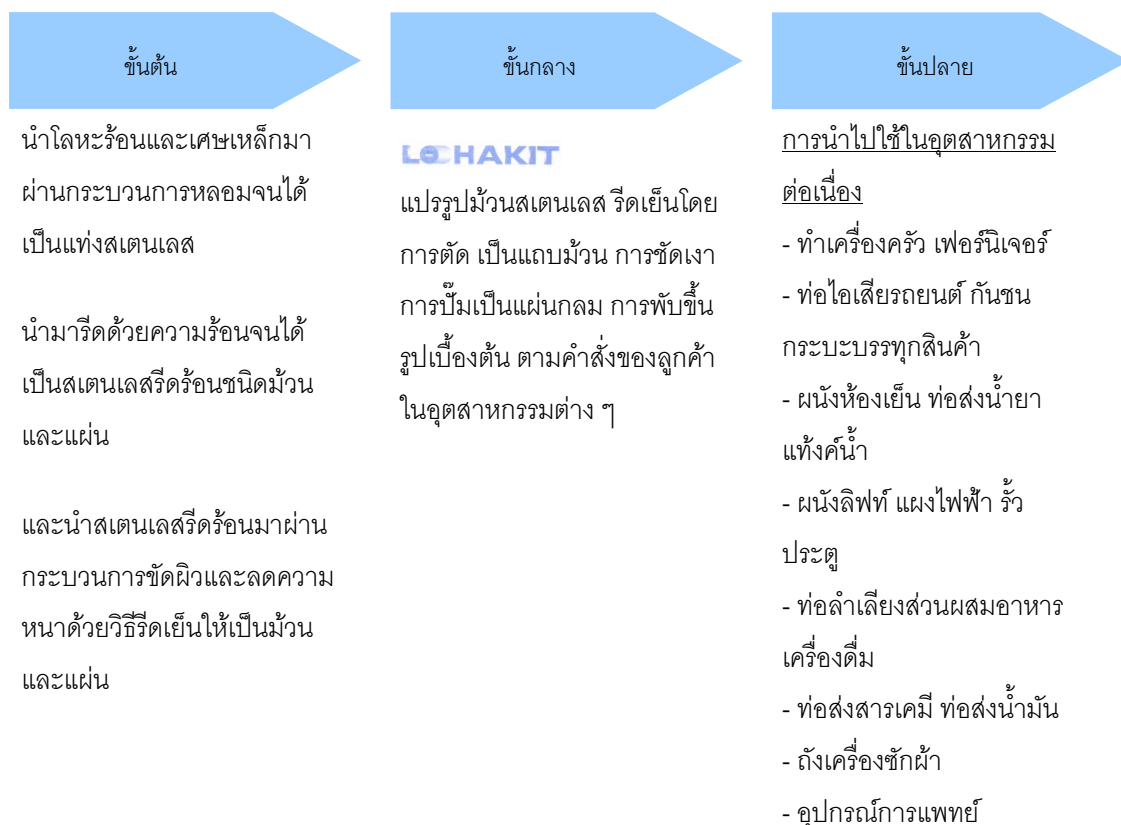 ขั้นต้น
นำโลหะร้อนและเศษเหล็กมา
ผ่านกระบวนการหลอมจนได้
เป็นแท่งสเตนเลส
นำมารีดด้วยความร้อนจนได้
เป็นสเตนเลสรีดร้อนชนิดม้วน
และแผ่น
และนำสเตนเลสรีดร้อนมาผ่าน
กระบวนการขัดผิวและลดความ
หนาด้วยวิธีรีดเย็นให้เป็นม้วน
และแผ่น
ขั้นกลาง
LOHAKIT
แปรรูปม้วนสเตนเลส รีดเย็นโดย
การตัด เป็นแถบม้วน การขัดเงา
การปั๊มเป็นแผ่นกลม การพับขึ้น
รูปเบื้องต้น ตามคำสั่งของลูกค้า
ในอุตสาหกรรมต่าง ๆ
ขั้นปลาย
การนำไปใช้ในอุตสาหกรรม
ต่อเนื่อง
- ทำเครื่องครัว เฟอร์นิเจอร์
- ท่อไอเสียรถยนต์ กันชน
กระบะบรรทุกสินค้า
- ผนังห้องเย็น ท่อส่งน้ำยา
แท้งค์น้ำ
- ผนังลิฟท์ แผงไฟฟ้า รั้ว
ประตู
- ท่อลำเลียงส่วนผสมอาหาร
เครื่องดื่ม
- ท่อส่งสารเคมี ท่อส่งน้ำมัน
- ถังเครื่องซักผ้า
- อุปกรณ์การแพทย์